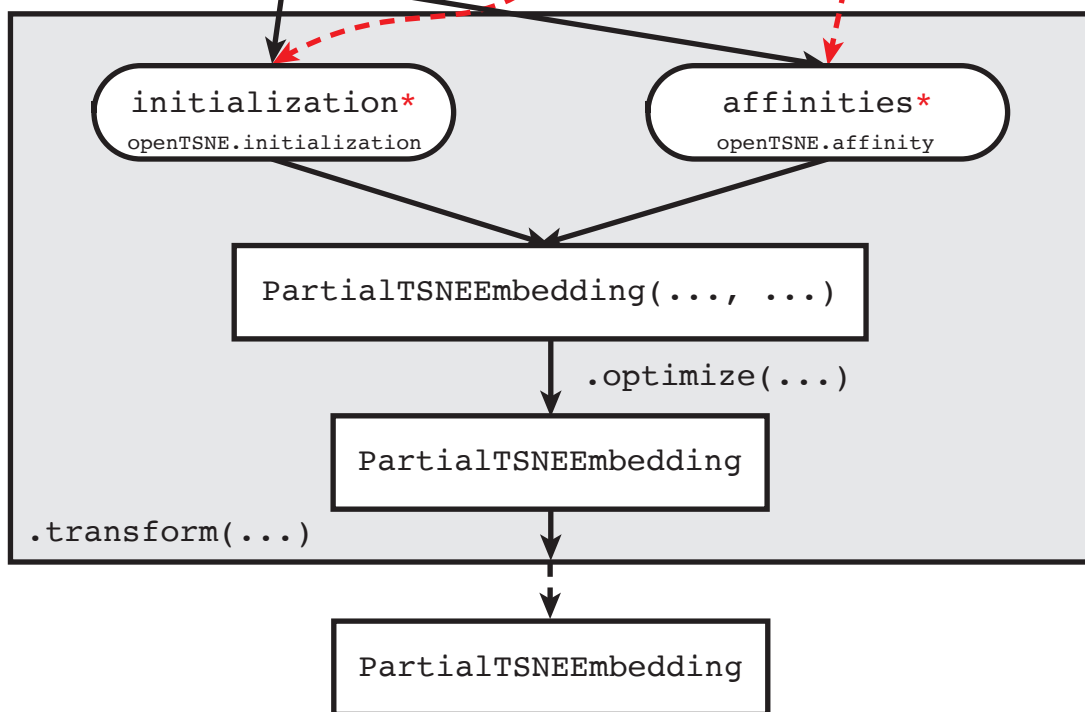 initialization*
openTSNE.initialization
affinities*
openTSNE.affinity
PartialTSNEEmbedding(..., ...)
.optimize(...)
PartialTSNEEmbedding
.transform(...)
PartialTSNEEmbedding